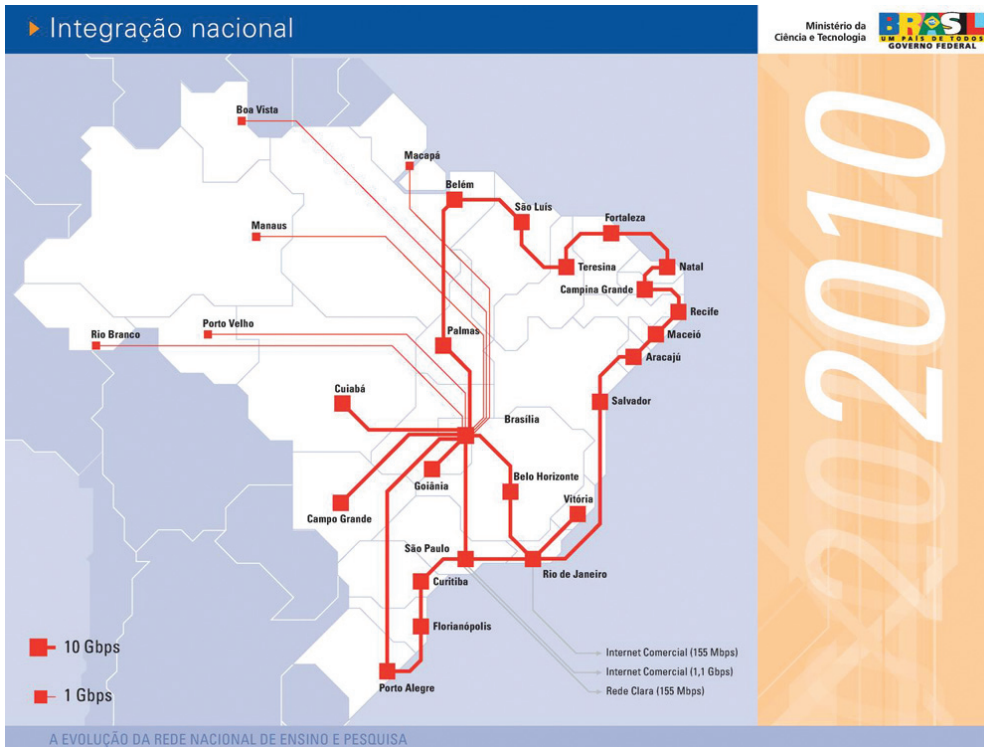 Integração nacional
Ministério da
Ciência e Tecnologia
BRASIL
UM PAÍS DE TODOS
GOVERNO FEDERAL
Boa Vista
Macapá
Belém
São Luís
Fortaleza
Manaus
Teresina
Natal
Campina Grande
Recife
Porto Velho
Rio Branco
Palmas
Maceió
Aracajú
Cuiabá
Salvador
Brasília
Goiânia
Belo Horizonte
Vitória
Campo Grande
São Paulo
Rio de Janeiro
Curitiba
Florianópolis
10 Gbps
Internet Comercial (155 Mbps)
Internet Comercial (1,1 Gbps)
Porto Alegre
1 Gbps
Rede Clara (155 Mbps)
A EVOLUÇÃO DA REDE NACIONAL DE ENSINO E PESQUISA
202010